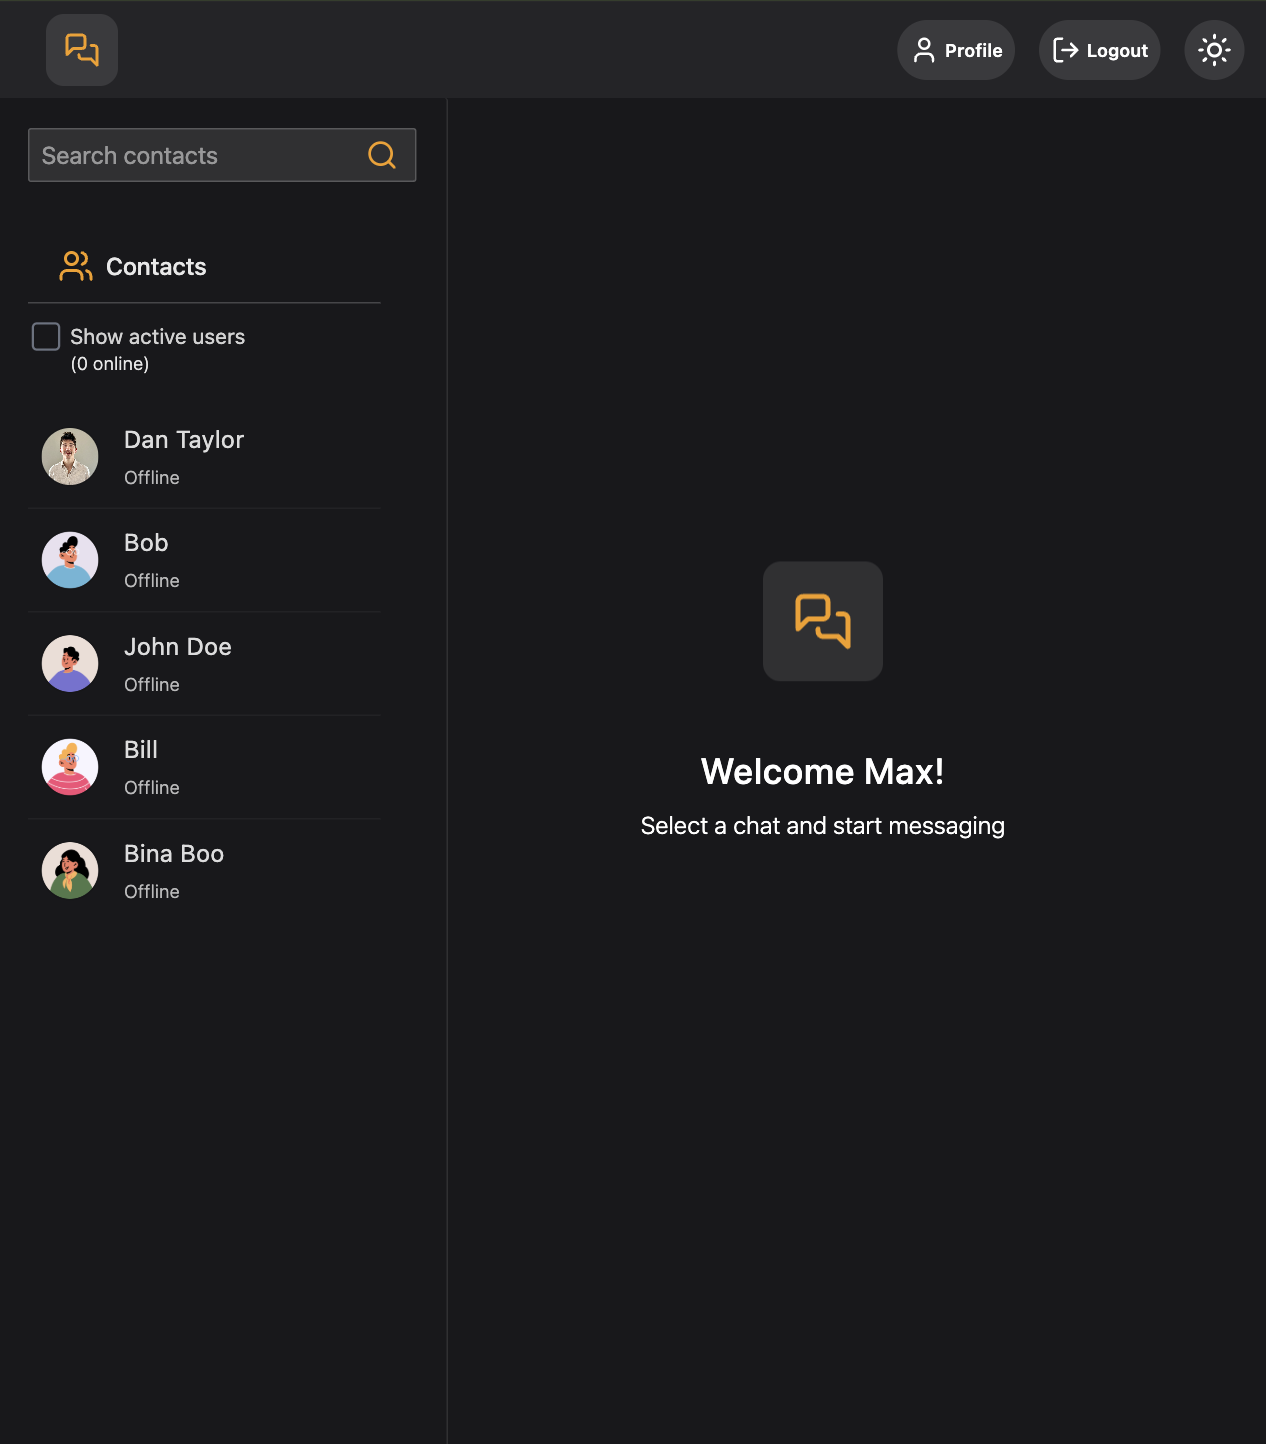 Profile
Logout
Search contacts
Contacts
Show active users
(0 online)
Dan Taylor
Offline
Bob
Offline
John Doe
Offline
Bill
Offline
Bina Boo
Offline
Welcome Max!
Select a chat and start messaging